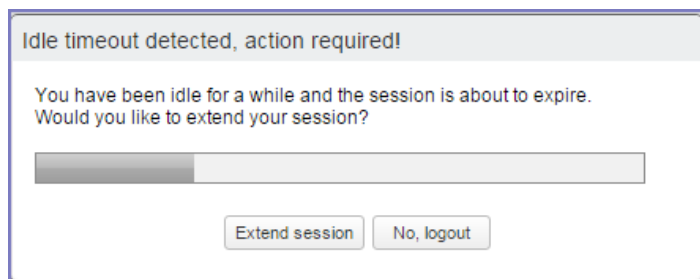 Idle timeout detected, action required!
You have been idle for a while and the session is about to expire.
Would you like to extend your session?
Extend session
No, logout